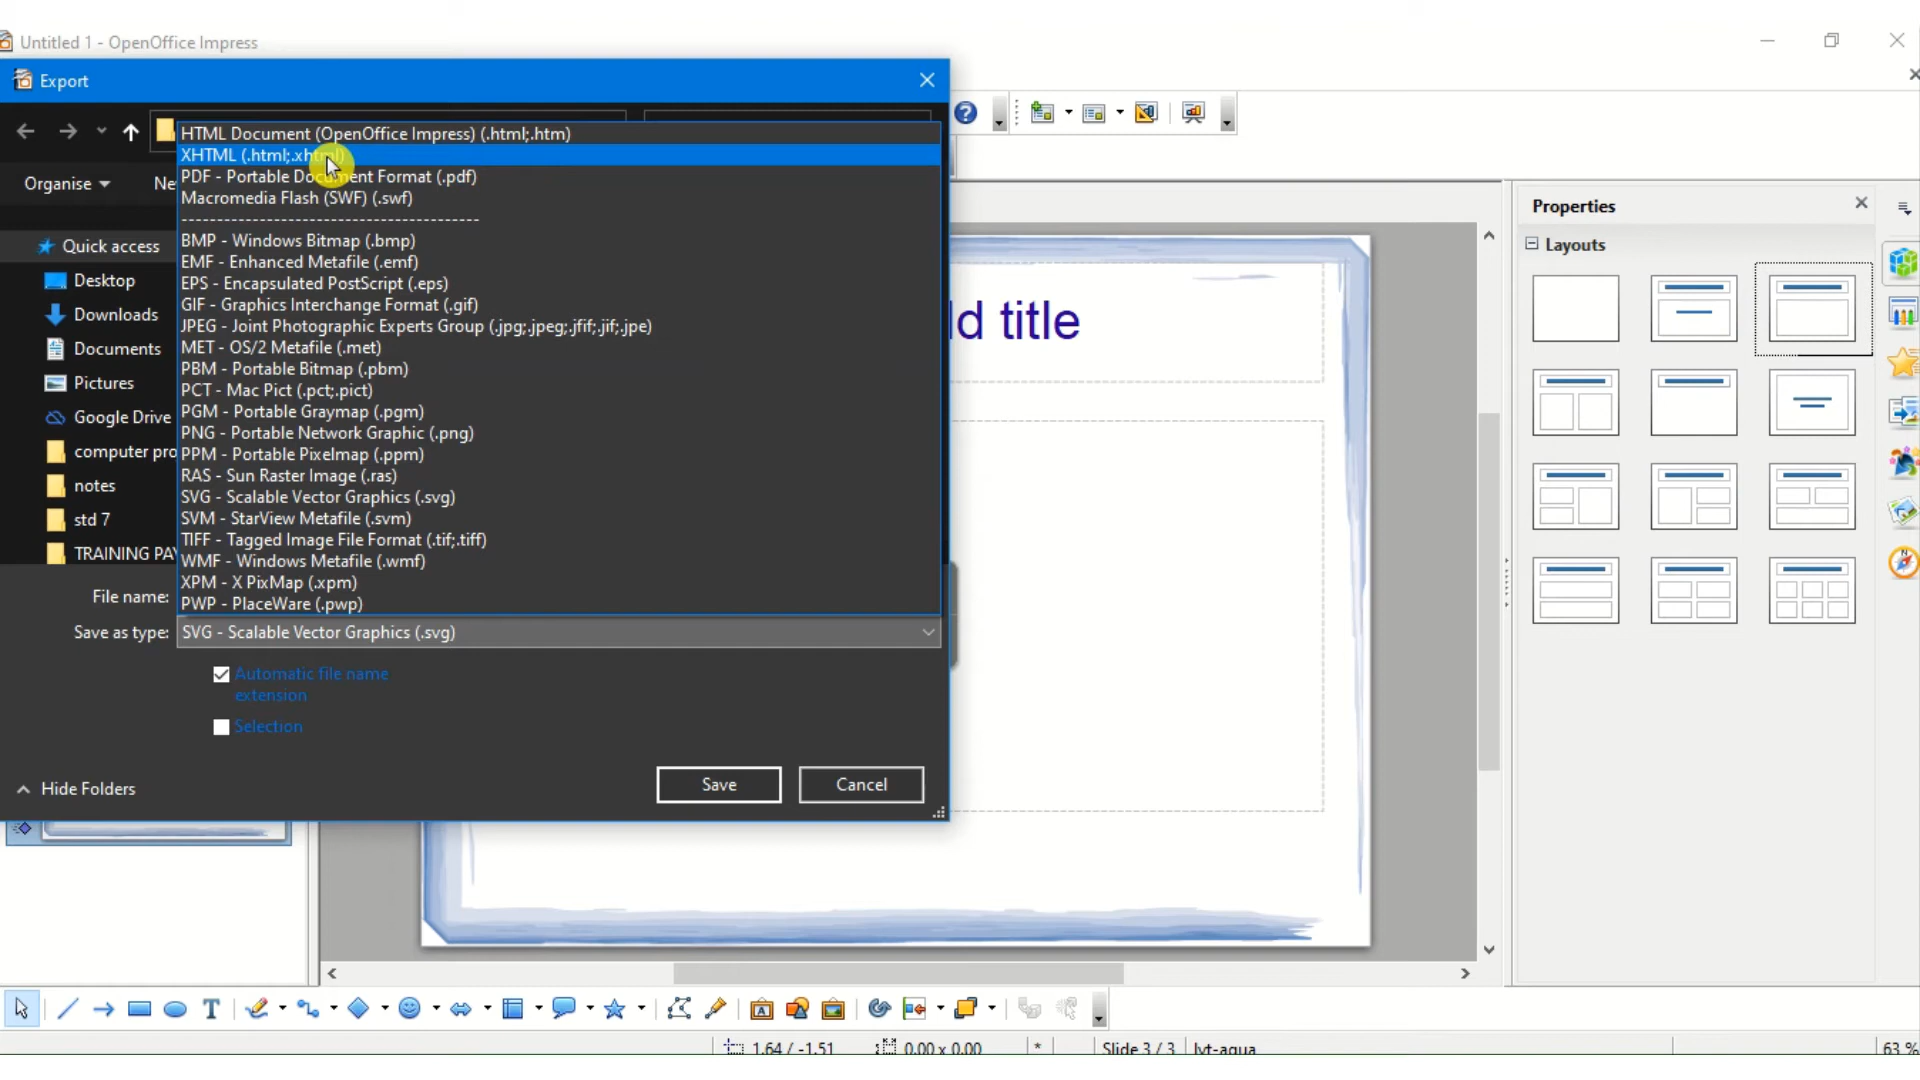 Untitled 1 - OpenOffice Impress
Export
HTML Document (OpenOffice Impress) (.html;.htm)
XHTML (.html;.xhtml)
PDF - Portable Document Format (.pdf)
Macromedia Flash (SWF) (.swf)
------------------------------------------
BMP - Windows Bitmap (.bmp)
EMF - Enhanced Metafile (.emf)
EPS - Encapsulated PostScript (.eps)
GIF - Graphics Interchange Format (.gif)
JPEG - Joint Photographic Experts Group (.jpg;.jpeg;.jfif;.jif;.jpe)
MET - OS/2 Metafile (.met)
PBM - Portable Bitmap (.pbm)
PCT - Mac Pict (.pct;.pict)
PGM - Portable Graymap (.pgm)
PNG - Portable Network Graphic (.png)
PPM - Portable Pixelmap (.ppm)
RAS - Sun Raster Image (.ras)
SVG - Scalable Vector Graphics (.svg)
SVM - StarView Metafile (.svm)
TIFF - Tagged Image File Format (.tif;.tiff)
WMF - Windows Metafile (.wmf)
XPM - X PixMap (.xpm)
PWP - PlaceWare (.pwp)
Organise
Ne
Quick access
Desktop
Downloads
Documents
Pictures
Google Drive
computer pro
notes
std 7
TRAINING PA
File name:
Save as type: SVG - Scalable Vector Graphics (.svg)
Automatic file name
extension
Selection
Hide Folders
Save
Cancel
ld title
Properties
Layouts
1.64 / -1.51
0.00 x 0.00
*
Slide 3 / 3
lyt-aqua
63 %